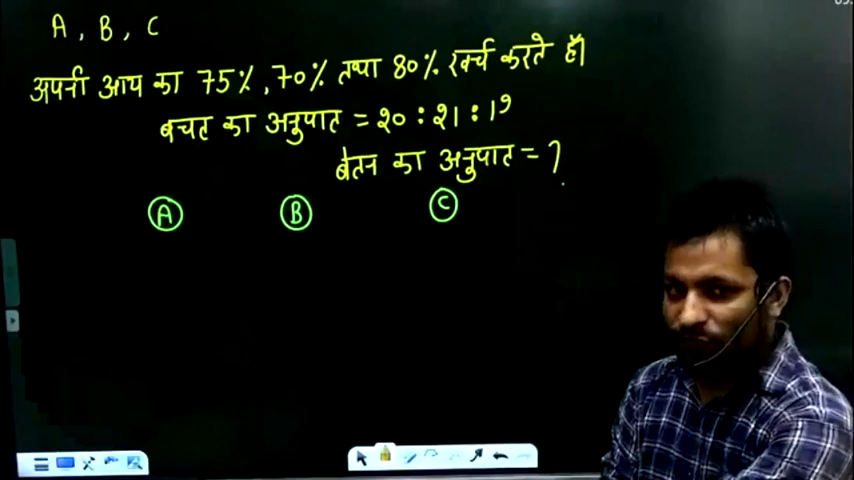 A, B, C
अपनी आय का 75%, 70% तथा 80% खर्च करते हैं।
बचत का अनुपात = 20 : 21 : 19
वेतन का अनुपात = ?
A B C